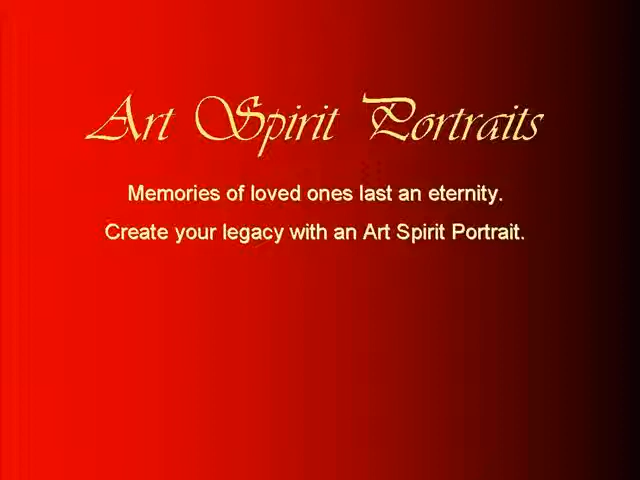 Art Spirit Portraits
Memories of loved ones last an eternity.
Create your legacy with an Art Spirit Portrait.